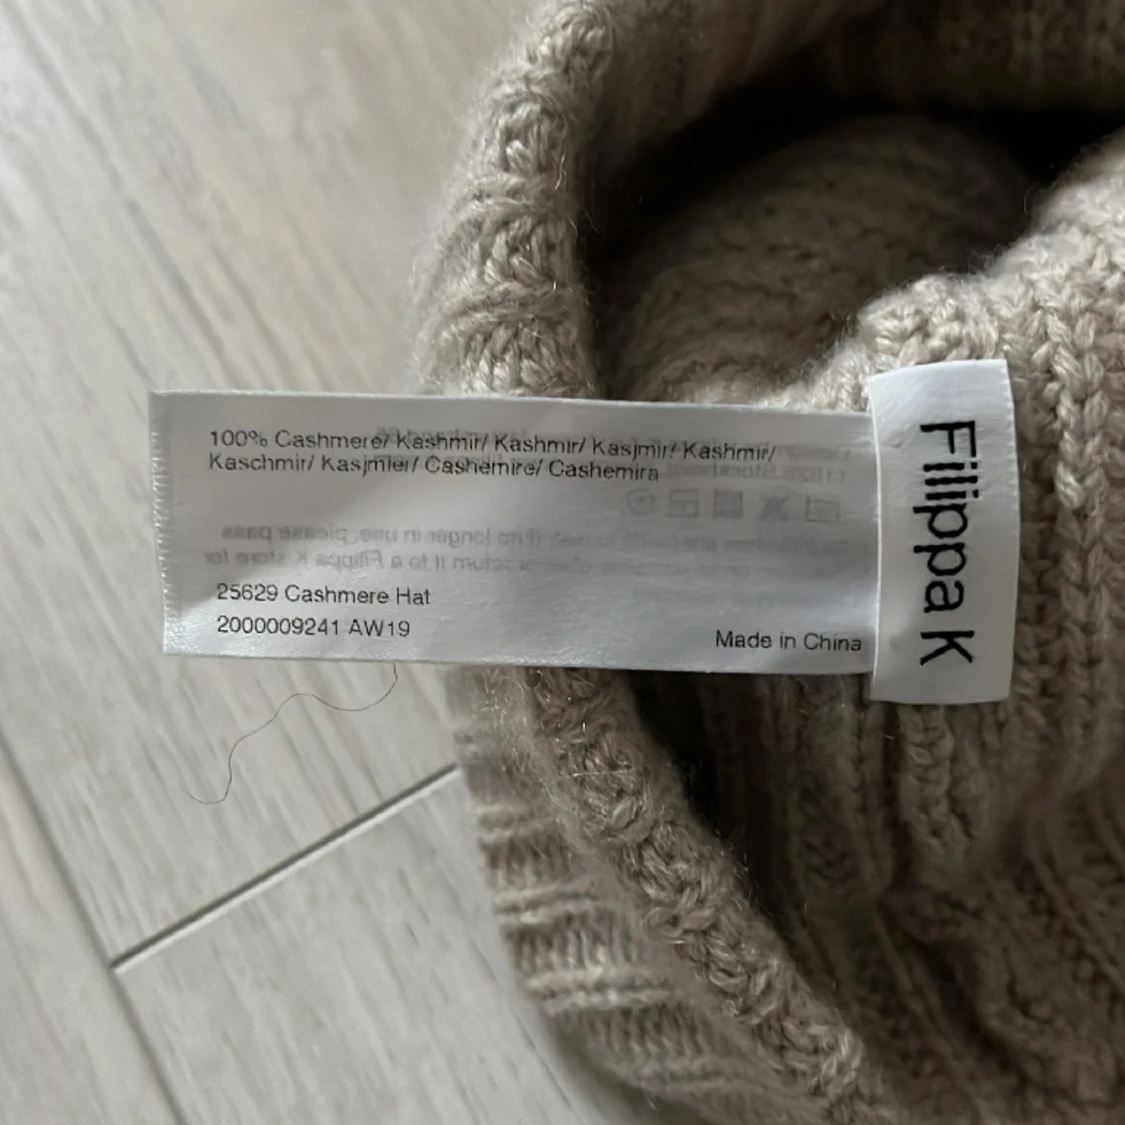 100% Cashmere/ Kashmir/ Kashmir/ Kasjmir/ Kashmir/
Kaschmir/ Kasjmier/ Cashemire/ Cashemira
25629 Cashmere Hat
2000009241 AW19
Made in China
Filippa K